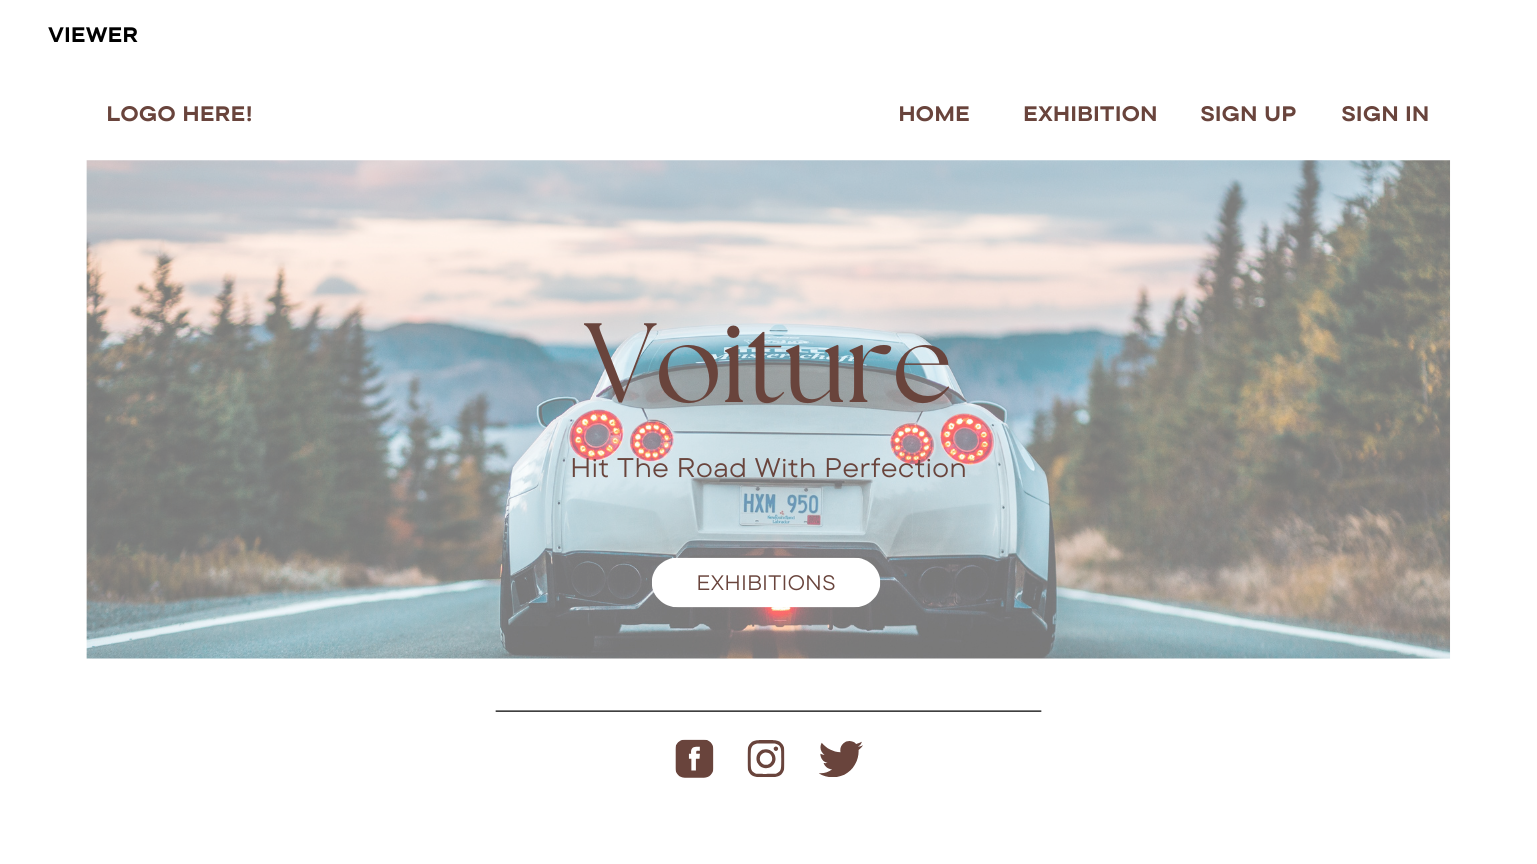 VIEWER
LOGO HERE!
HOME EXHIBITION SIGN UP SIGN IN
Voiture
Hit The Road With Perfection
HXM 950
EXHIBITIONS